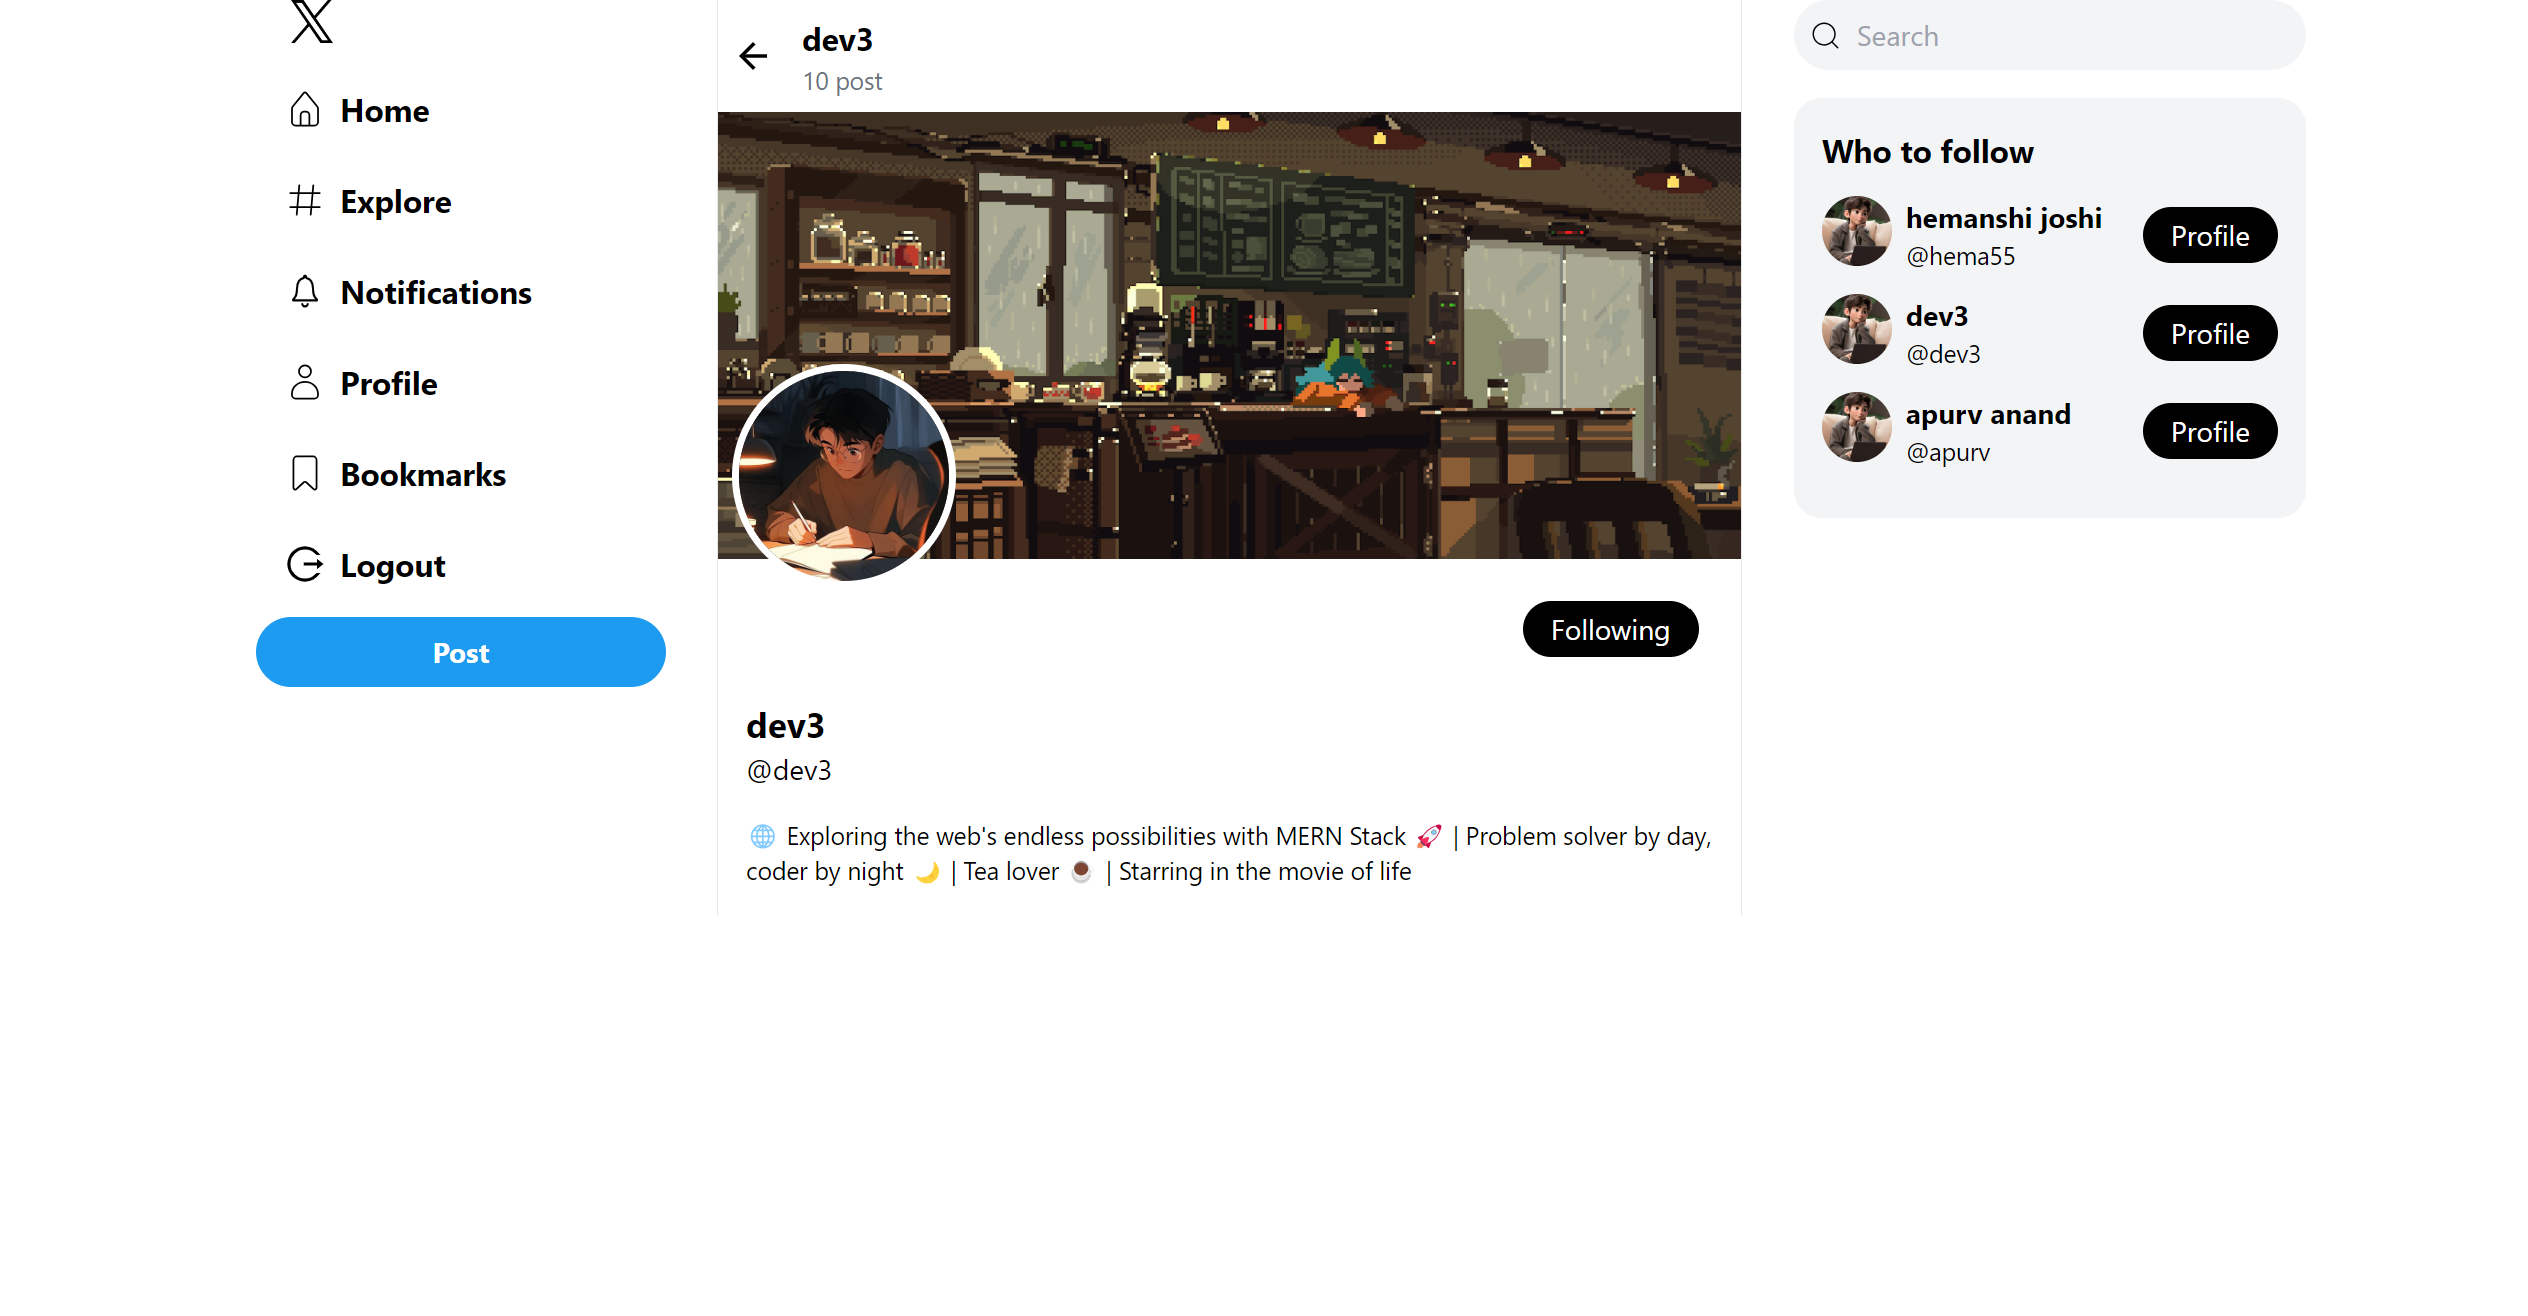 Home
Explore
Notifications
Profile
Bookmarks
Logout
Post
dev3
10 post
Following
dev3
@dev3
🌐 Exploring the web's endless possibilities with MERN Stack 🚀 | Problem solver by day,
coder by night 🌙 | Tea lover ☕ | Starring in the movie of life
Search
Who to follow
hemanshi joshi
@hema55
Profile
dev3
@dev3
Profile
apurv anand
@apurv
Profile